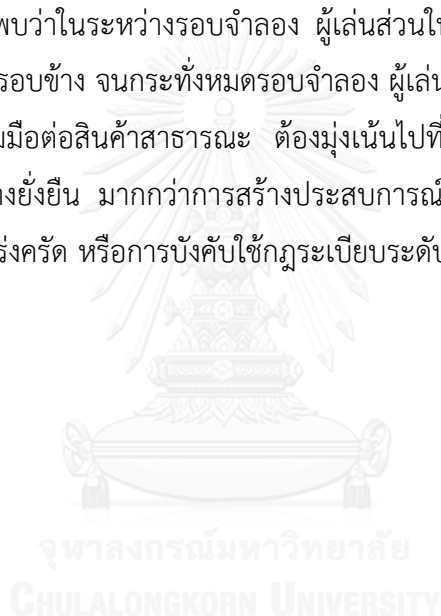 พบว่าในระหว่างรอบจำลอง ผู้เล่นส่วนให
รอบข้าง จนกระทั่งหมดรอบจำลอง ผู้เล่น
มมือต่อสินค้าสาธารณะ ต้องมุ่งเน้นไปที่
างยั่งยืน มากกว่าการสร้างประสบการณ์
ร่งครัด หรือการบังคับใช้กฎระเบียบระดับ
จุฬาลงกรณ์มหาวิทยาลัย
CHULALONGKORN UNIVERSITY